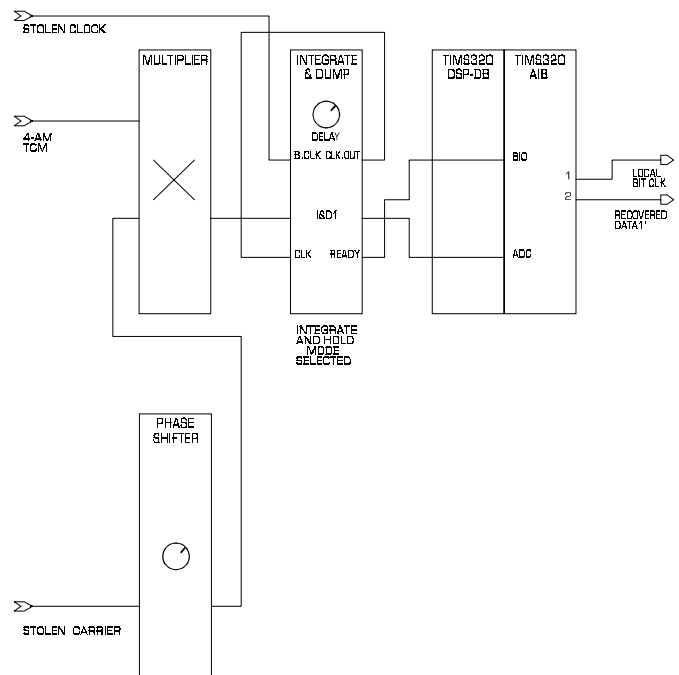 STOLEN CLOCK
MULTIPLIER
INTEGRATE
& DUMP
TIMS320
DSP-DB
TIMS320
AIB
4-AM
TCM
DELAY
B.CLK CLK.OUT
BIO
1
LOCAL
BIT CLK
2
I&D1
RECOVERED
DATA1'
CLK READY
ADC
INTEGRATE
AND HOLD
MODE
SELECTED
PHASE
SHIFTER
STOLEN CARRIER